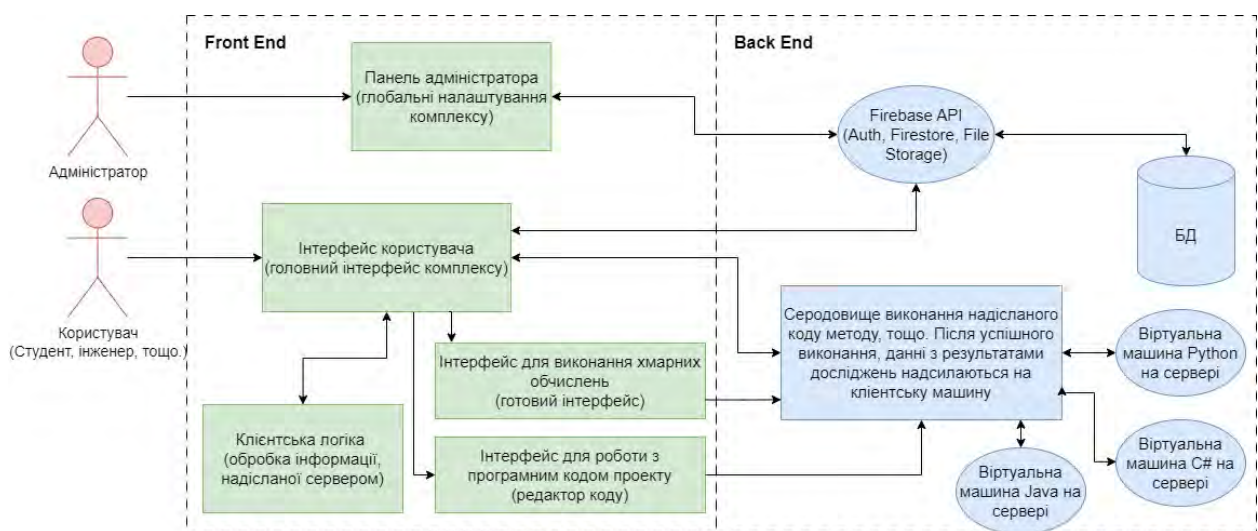 Front End
Back End
Панель адміністратора
(глобальні налаштування
комплексу)
Firebase API
(Auth, Firestore, File
Storage)
Адміністратор
БД
Інтерфейс користувача
(головний інтерфейс комплексу)
Користувач
(Студент, інженер, тощо.)
Серодовище виконання надісланого
коду методу, тощо. Після успішного
виконання, данні з результатами
досліджень надсилаються на
клієнтську машину
Віртуальна
машина Python
на сервері
Інтерфейс для виконання хмарних
обчислень
(готовий інтерфейс)
Клієнтська логіка
(обробка інформації,
надісланої сервером)
Інтерфейс для роботи з
програмним кодом проекту
(редактор коду)
Віртуальна
машина Java на
сервері
Віртуальна
машина C# на
сервері